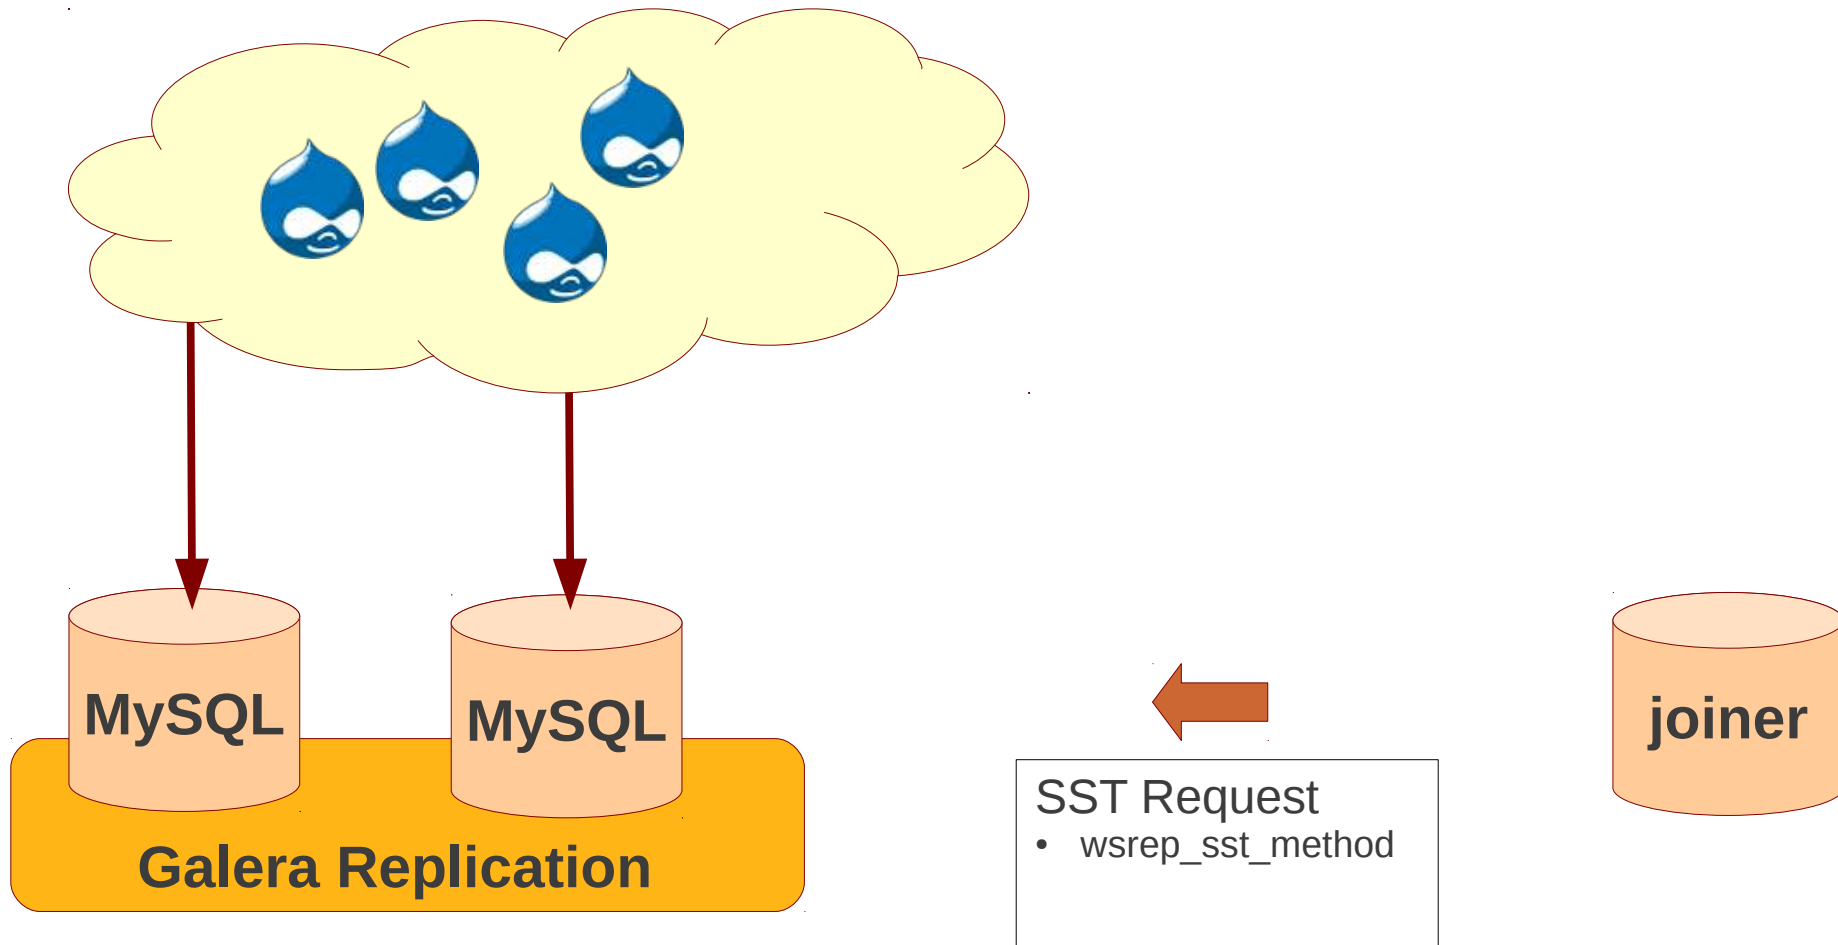 MySQL
MySQL
joiner
Galera Replication
SST Request
• wsrep_sst_method